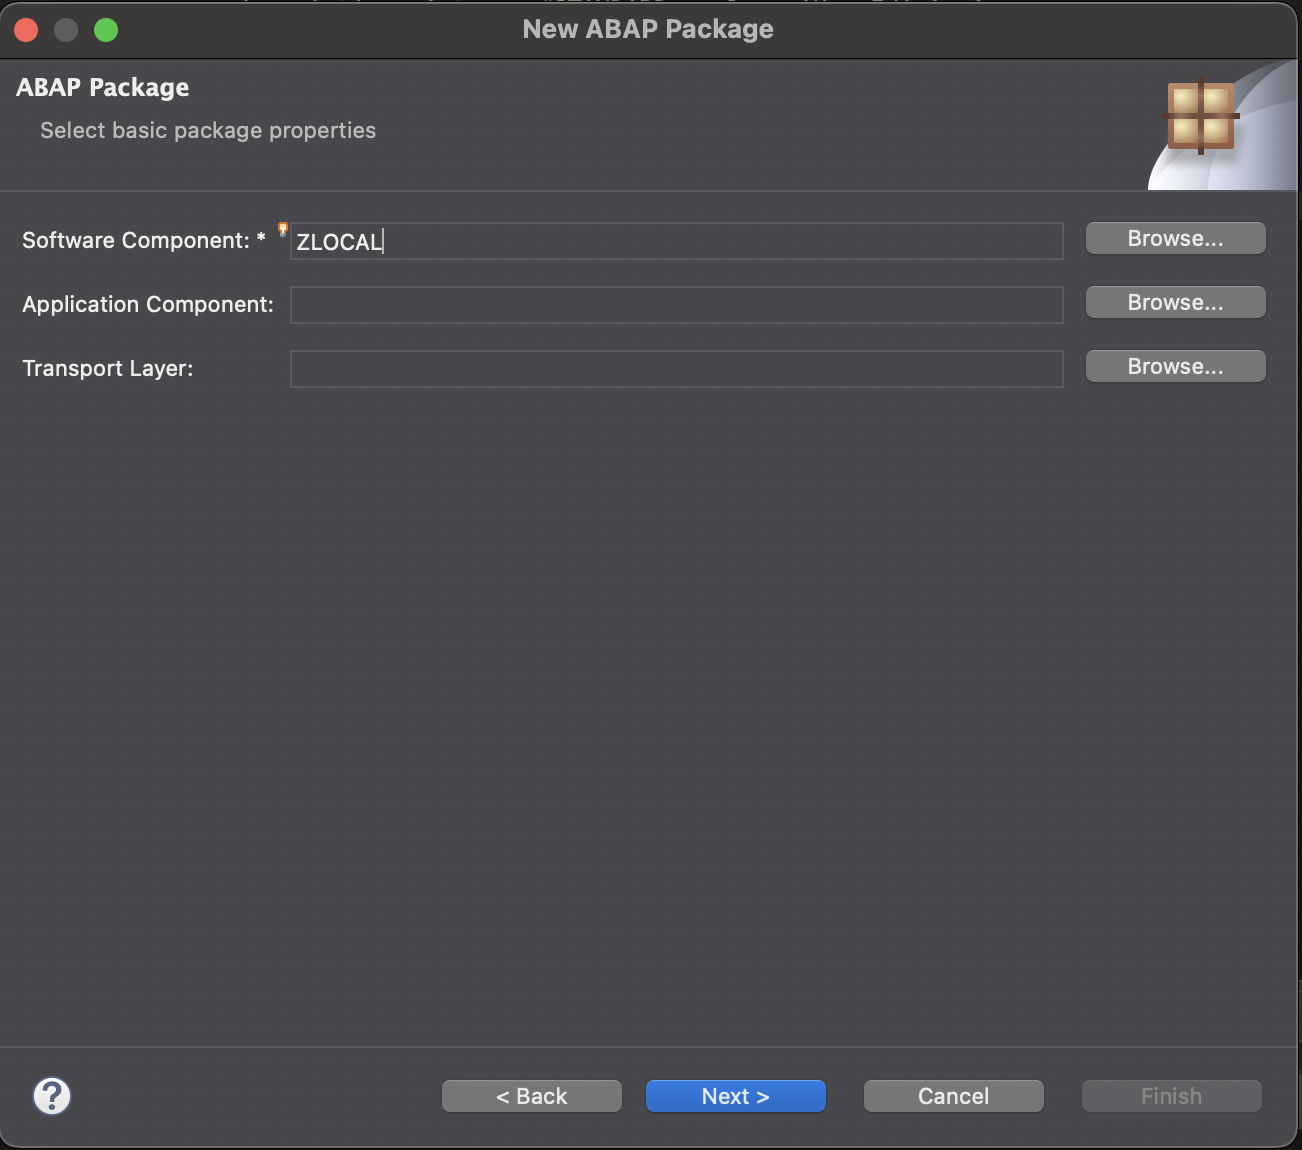 New ABAP Package
ABAP Package
Select basic package properties
Software Component: * ZLOCAL Browse...
Application Component: Browse...
Transport Layer: Browse...
? < Back Next > Cancel Finish